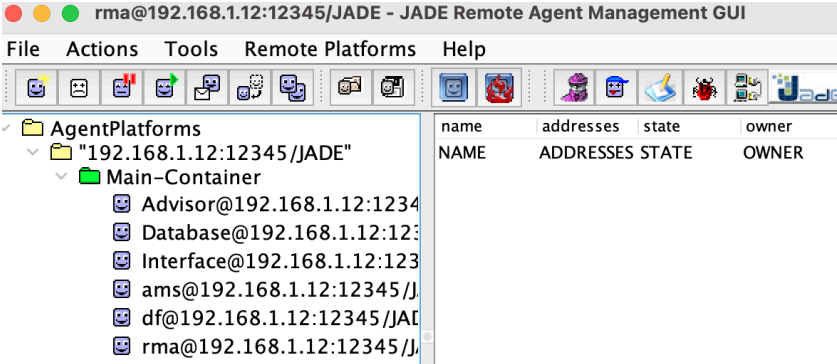 rma@192.168.1.12:12345/JADE - JADE Remote Agent Management GUI
File Actions Tools Remote Platforms Help
Jade
AgentPlatforms
"192.168.1.12:12345/JADE"
Main-Container
Advisor@192.168.1.12:1234
Database@192.168.1.12:123
Interface@192.168.1.12:123
ams@192.168.1.12:12345/J
df@192.168.1.12:12345/JAD
rma@192.168.1.12:12345/J
name addresses state owner
NAME ADDRESSES STATE OWNER